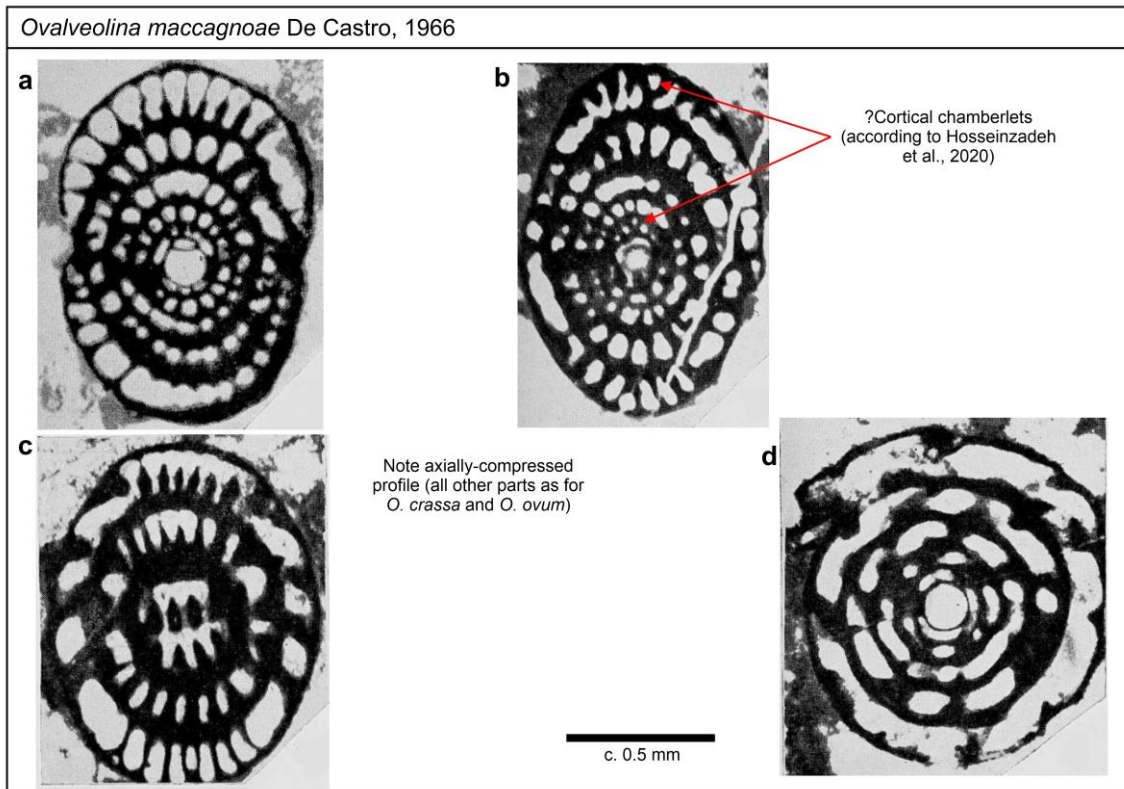 Ovalveolina maccagnoae De Castro, 1966
a
b
?Cortical chamberlets
(according to Hosseinzadeh
et al., 2020)
c
Note axially-compressed
profile (all other parts as for
O. crassa and O. ovum)
d
c. 0.5 mm